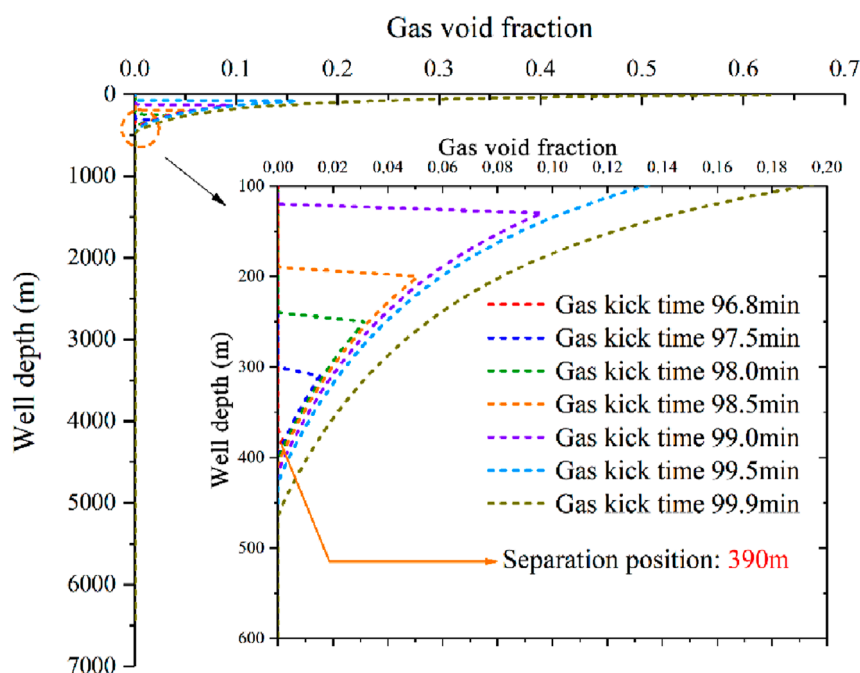 Gas void fraction
0.0 0.1 0.2 0.3 0.4 0.5 0.6 0.7
0
1000
2000
3000
4000
5000
6000
7000
Well depth (m)
Gas void fraction
0.00 0.02 0.04 0.06 0.08 0.10 0.12 0.14 0.16 0.18 0.20
100
200
300
400
500
600
Well depth (m)
Gas kick time 96.8min
Gas kick time 97.5min
Gas kick time 98.0min
Gas kick time 98.5min
Gas kick time 99.0min
Gas kick time 99.5min
Gas kick time 99.9min
Separation position: 390m